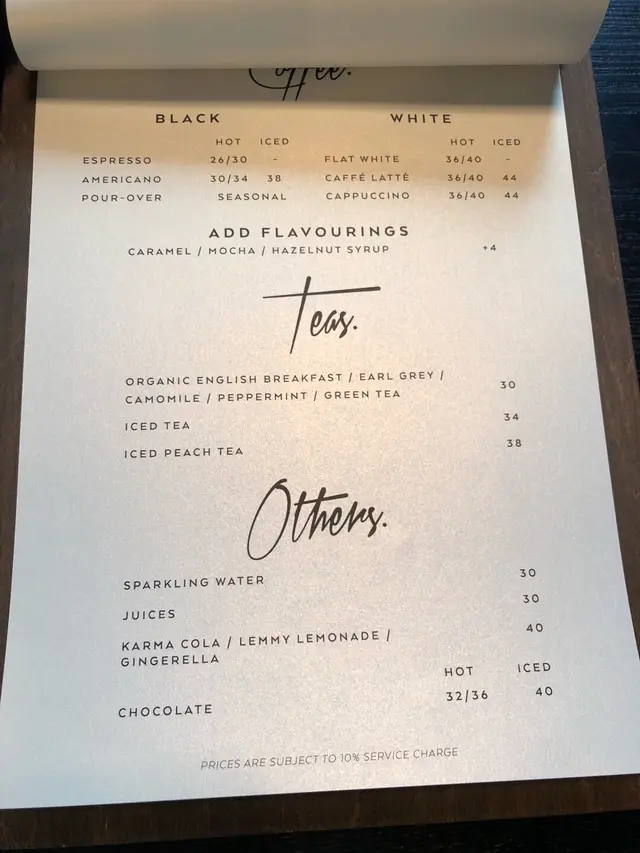 Coffee.
BLACK WHITE
HOT ICED HOT ICED
ESPRESSO 26/30 - FLAT WHITE 36/40 -
AMERICANO 30/34 38 CAFFÉ LATTÈ 36/40 44
POUR-OVER SEASONAL CAPPUCCINO 36/40 44
ADD FLAVOURINGS
CARAMEL / MOCHA / HAZELNUT SYRUP +4
Teas.
ORGANIC ENGLISH BREAKFAST / EARL GREY /
CAMOMILE / PEPPERMINT / GREEN TEA 30
ICED TEA 34
ICED PEACH TEA 38
Others.
SPARKLING WATER 30
JUICES 30
KARMA COLA / LEMMY LEMONADE / 40
GINGERELLA
HOT ICED
CHOCOLATE 32/36 40
PRICES ARE SUBJECT TO 10% SERVICE CHARGE